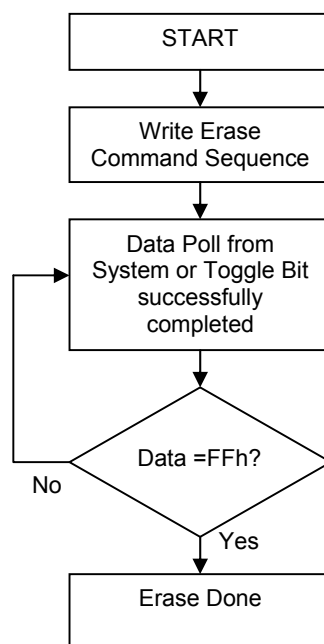 START
Write Erase
Command Sequence
Data Poll from
System or Toggle Bit
successfully
completed
Data =FFh?
No
Yes
Erase Done